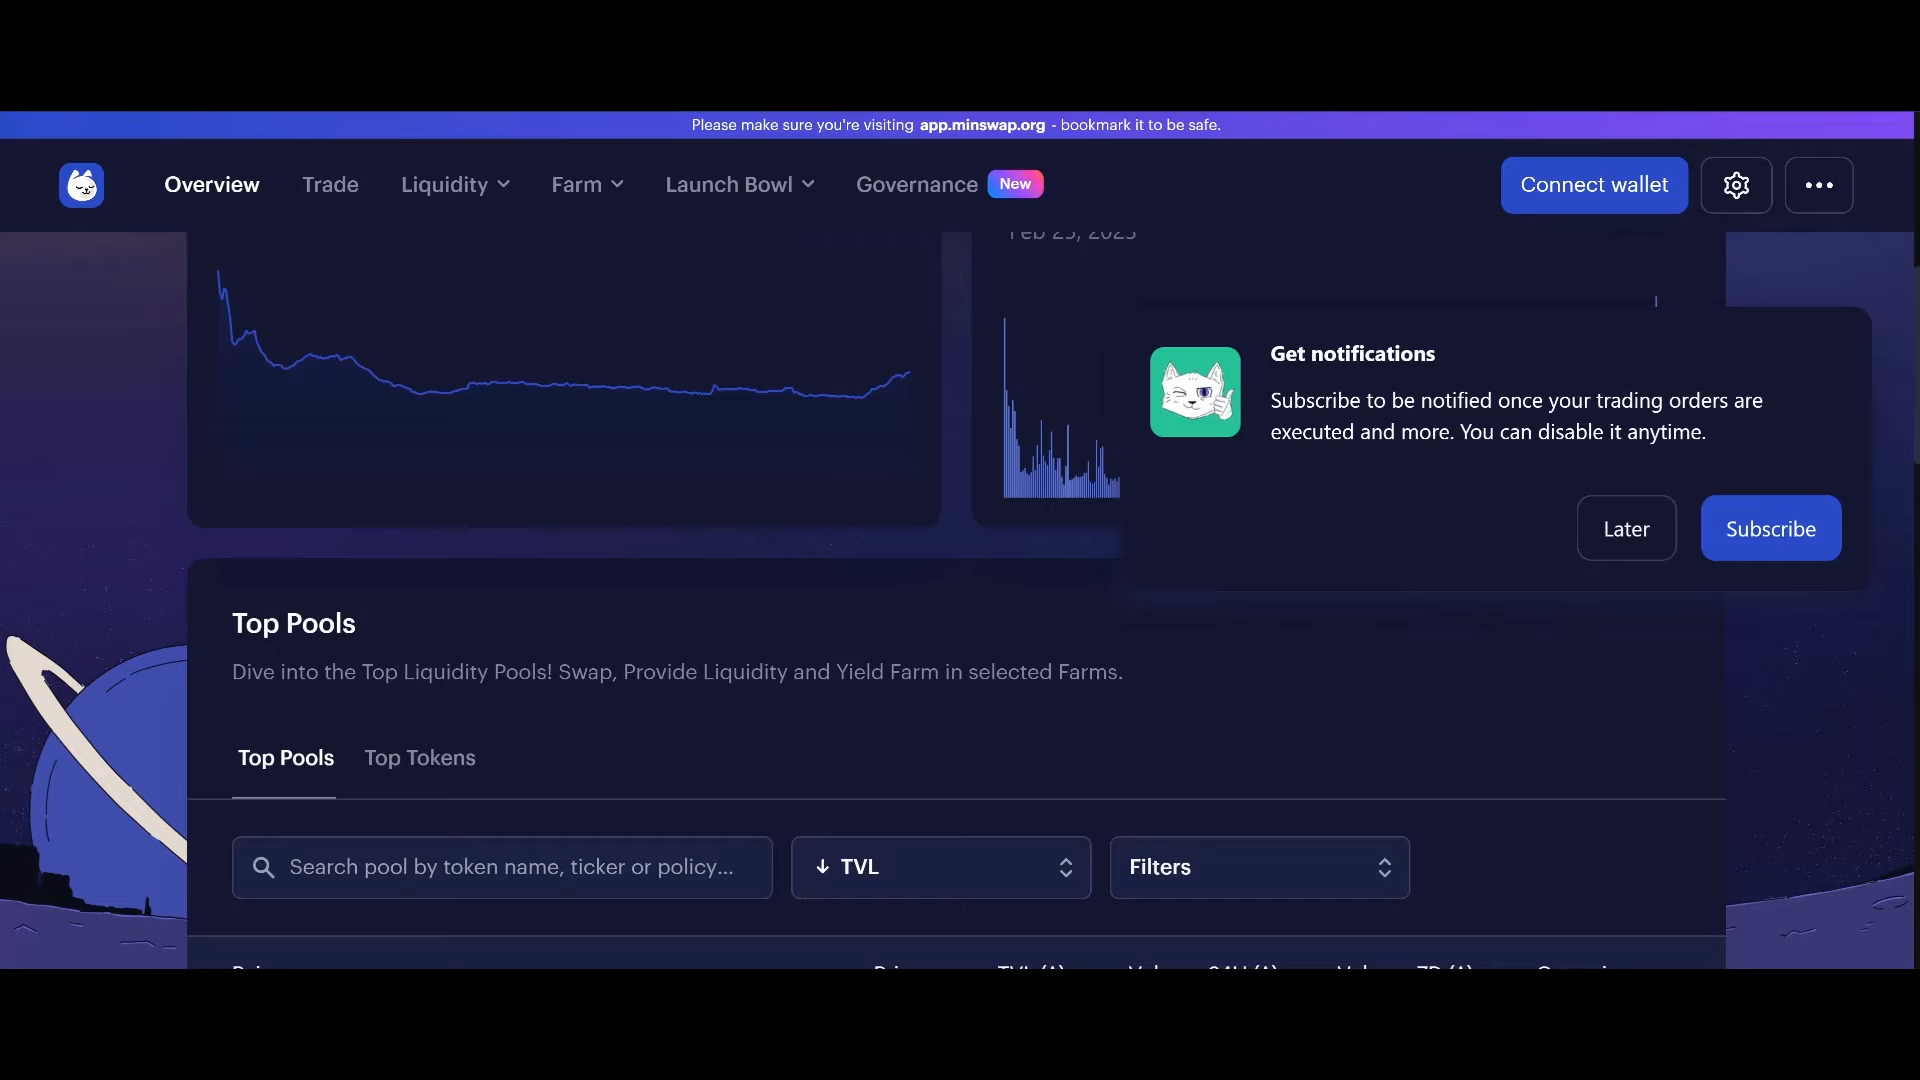 Please make sure you're visiting app.minswap.org - bookmark it to be safe.
Overview Trade Liquidity Farm Launch Bowl Governance New Connect wallet
Feb 25, 2023
Get notifications
Subscribe to be notified once your trading orders are
executed and more. You can disable it anytime.
Later Subscribe
Top Pools
Dive into the Top Liquidity Pools! Swap, Provide Liquidity and Yield Farm in selected Farms.
Top Pools Top Tokens
Search pool by token name, ticker or policy...
TVL
Filters